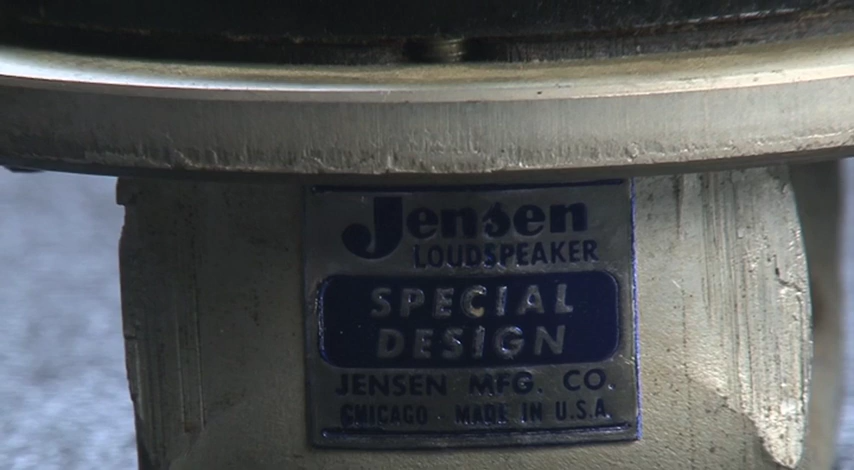 Jensen
LOUDSPEAKER
SPECIAL
DESIGN
JENSEN MFG. CO.
CHICAGO · MADE IN U.S.A.